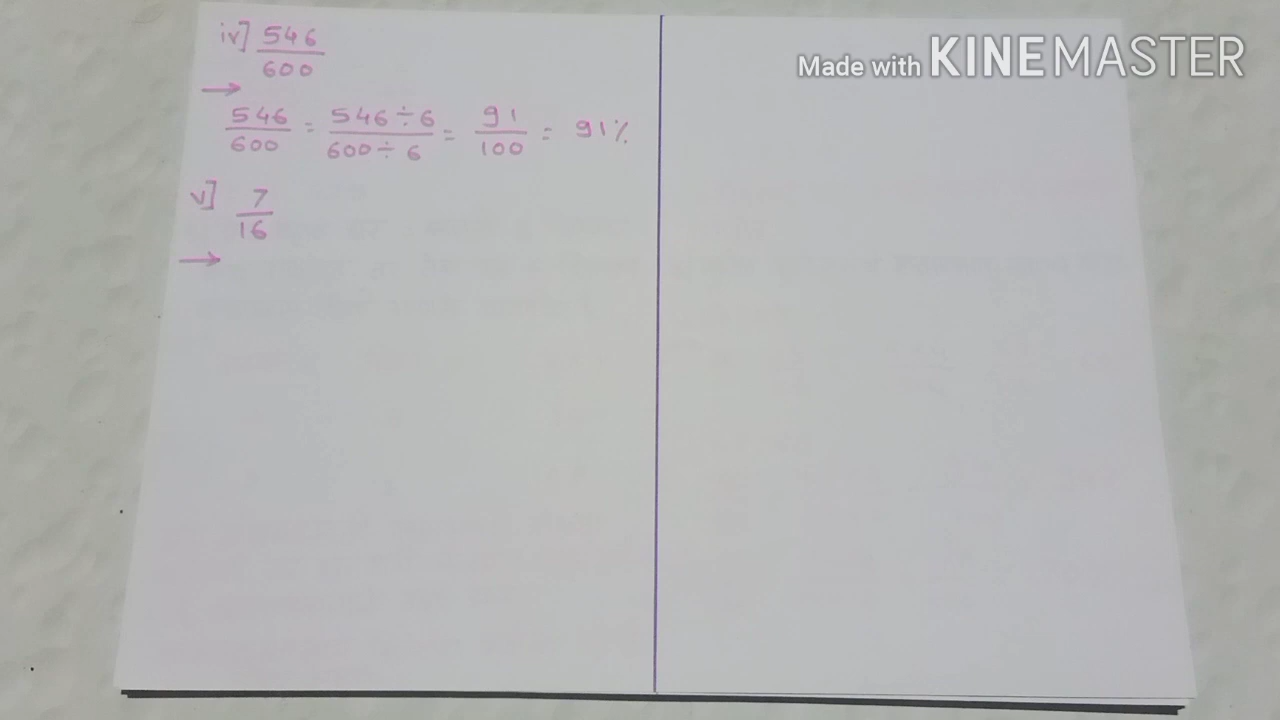 iv] 546/600
→
546/600 = 546÷6/600÷6 = 91/100 = 91%
v] 7/16
→
Made with KINEMASTER